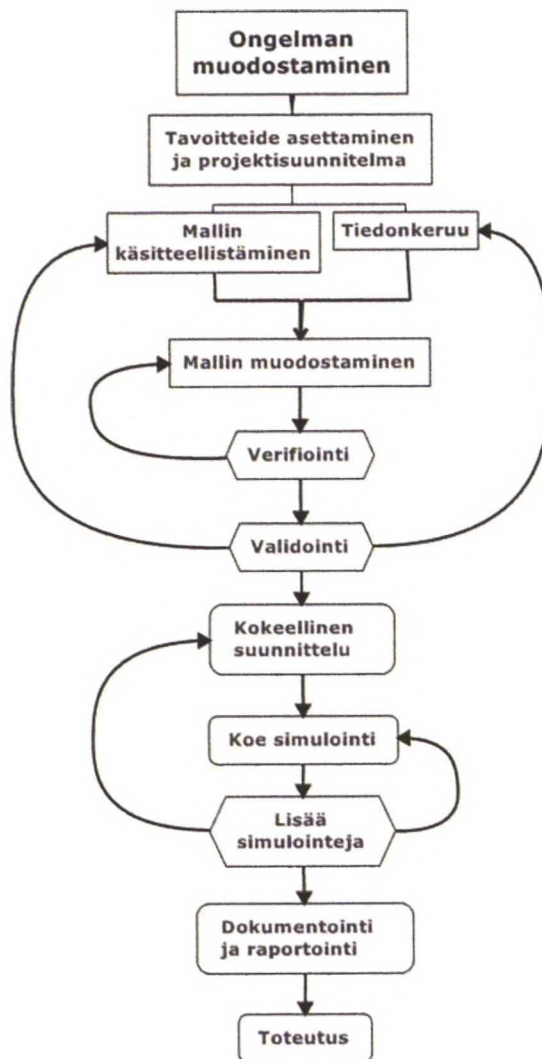 Ongelman
muodostaminen
Tavoitteide asettaminen
ja projektisuunnitelma
Mallin
käsitteellistäminen
Tiedonkeruu
Mallin muodostaminen
Verifiointi
Validointi
Kokeellinen
suunnittelu
Koe simulointi
Lisää
simulointeja
Dokumentointi
ja raportointi
Toteutus